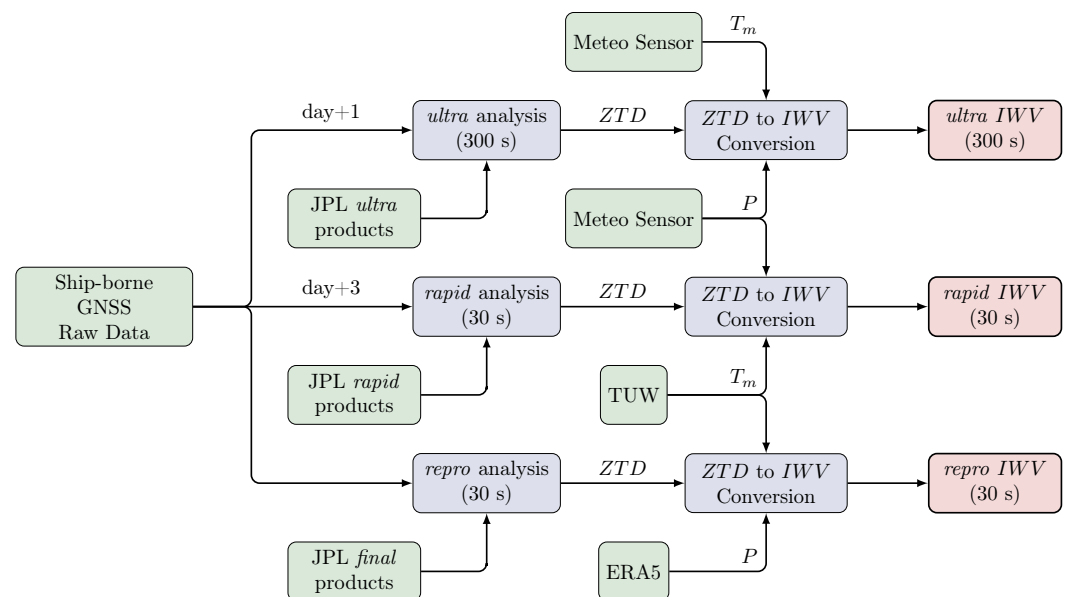 Meteo Sensor
T_m
day+1
ultra analysis
(300 s)
ZTD
ZTD to IWV
Conversion
ultra IWV
(300 s)
JPL ultra
products
Meteo Sensor
P
Ship-borne
GNSS
Raw Data
day+3
rapid analysis
(30 s)
ZTD
ZTD to IWV
Conversion
rapid IWV
(30 s)
JPL rapid
products
TUW
T_m
repro analysis
(30 s)
ZTD
ZTD to IWV
Conversion
repro IWV
(30 s)
JPL final
products
ERA5
P